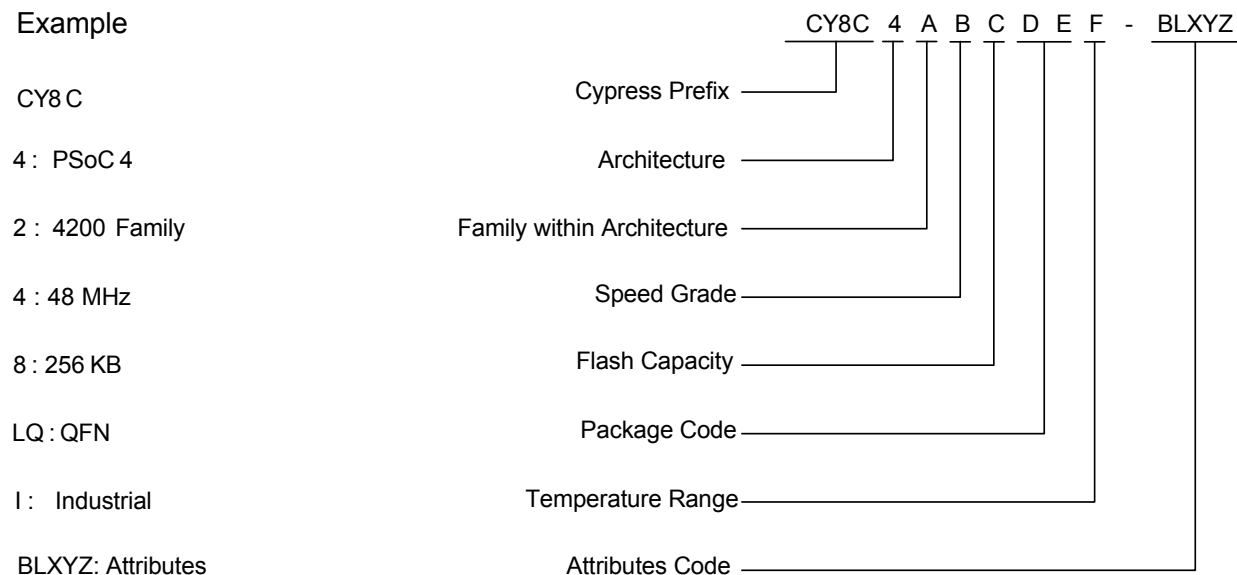 Example
CY8C 4 A B C D E F - BLXYZ
CY8 C
Cypress Prefix
4 : PSoC 4
Architecture
2 : 4200 Family
Family within Architecture
4 : 48 MHz
Speed Grade
8 : 256 KB
Flash Capacity
LQ : QFN
Package Code
I : Industrial
Temperature Range
BLXYZ: Attributes
Attributes Code